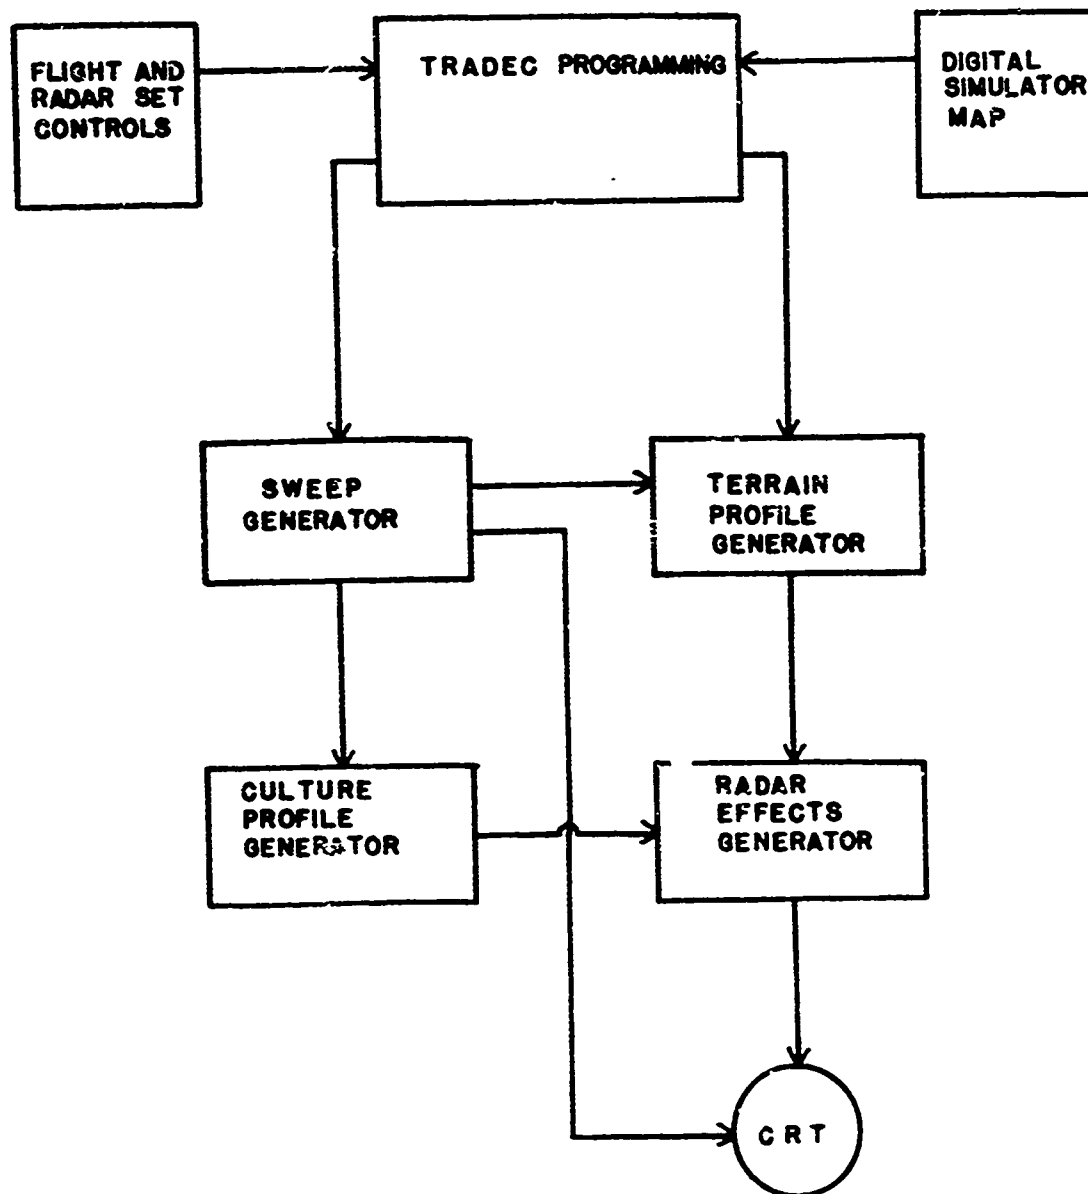 FLIGHT AND
RADAR SET
CONTROLS
TRADEC PROGRAMMING
DIGITAL
SIMULATOR
MAP
SWEEP
GENERATOR
TERRAIN
PROFILE
GENERATOR
CULTURE
PROFILE
GENERATOR
RADAR
EFFECTS
GENERATOR
CRT